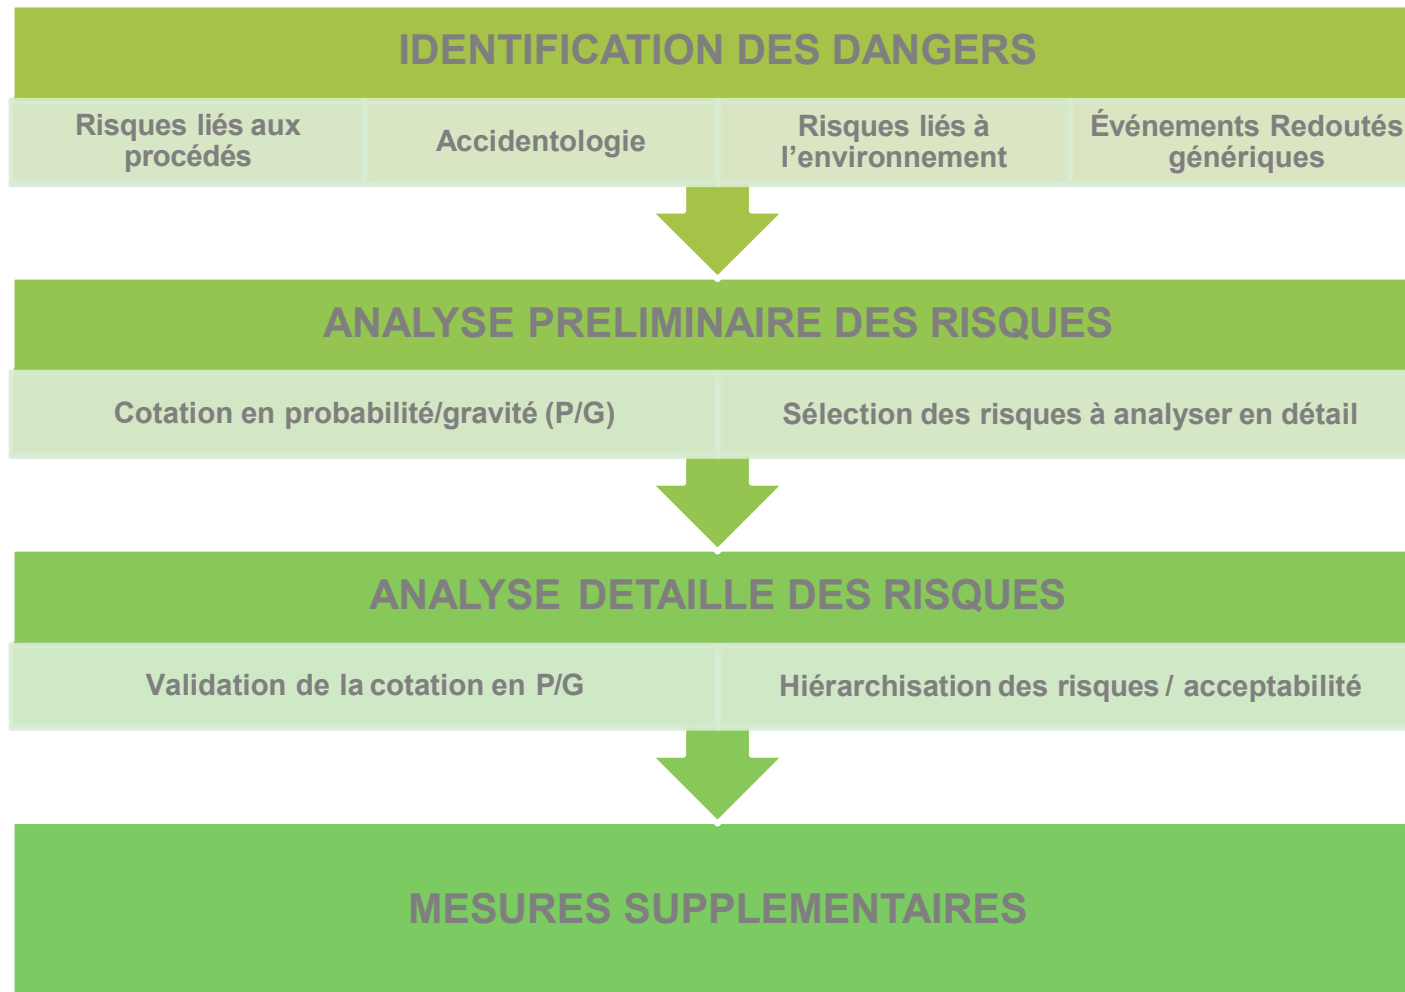 IDENTIFICATION DES DANGERS
Risques liés aux
procédés
Accidentologie
Risques liés à
l’environnement
Événements Redoutés
génériques
ANALYSE PRELIMINAIRE DES RISQUES
Cotation en probabilité/gravité (P/G)
Sélection des risques à analyser en détail
ANALYSE DETAILLE DES RISQUES
Validation de la cotation en P/G
Hiérarchisation des risques / acceptabilité
MESURES SUPPLEMENTAIRES